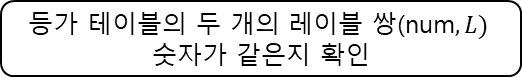 등가 테이블의 두 개의 레이블 쌍(num, L)
숫자가 같은지 확인